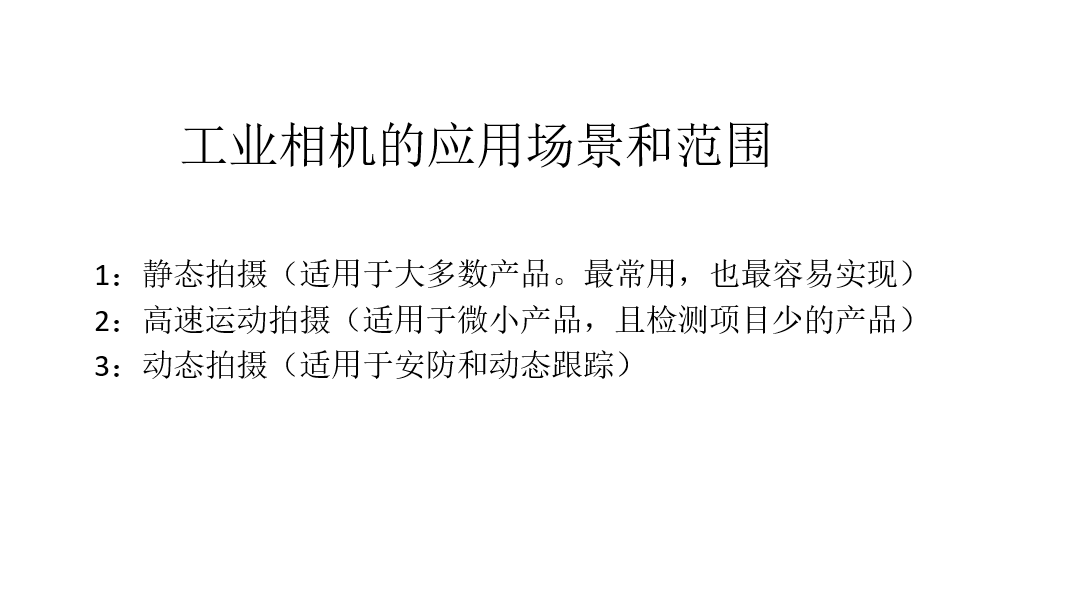 工业相机的应用场景和范围
1：静态拍摄（适用于大多数产品。最常用，也最容易实现）
2：高速运动拍摄（适用于微小产品，且检测项目少的产品）
3：动态拍摄（适用于安防和动态跟踪）